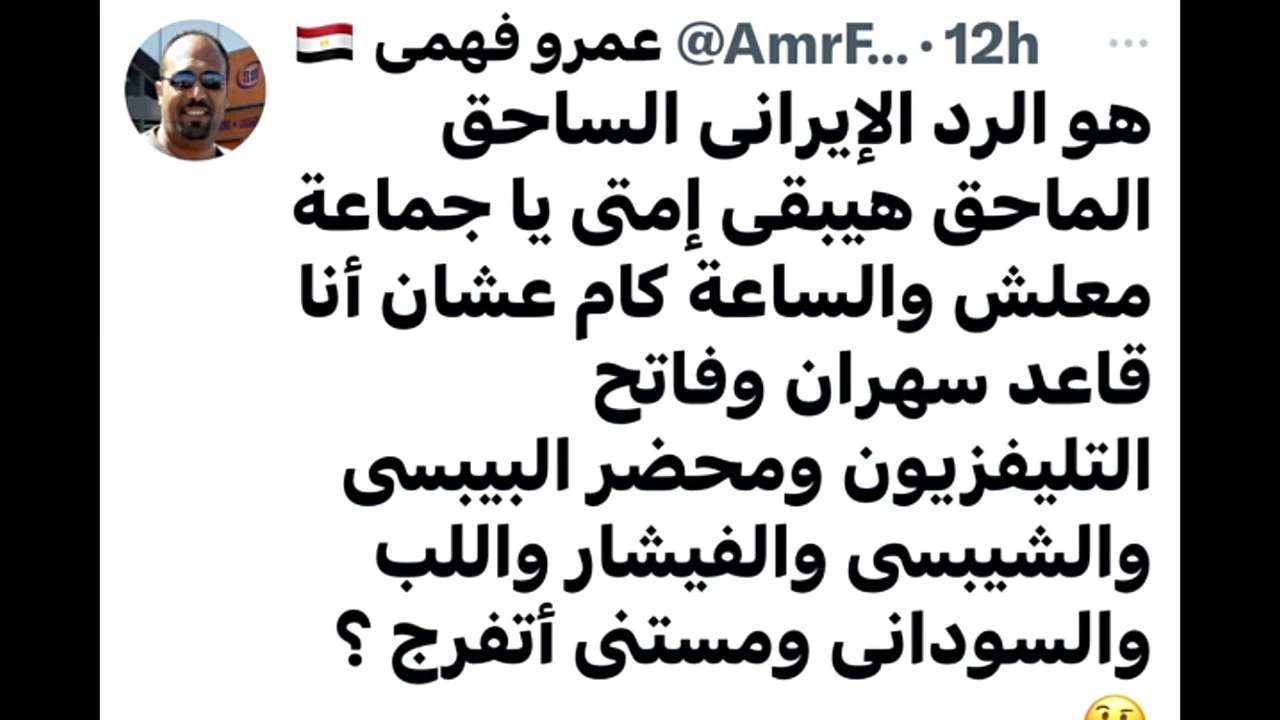 عمرو فهمى 🇪🇬 @AmrF... · 12h
هو الرد الإيرانى الساحق
الماحق هيبقى إمتى يا جماعة
معلش والساعة كام عشان أنا
قاعد سهران وفاتح
التليفزيون ومحضر البيبسى
والشيبسى والفيشار واللب
والسودانى ومستنى أتفرج ؟